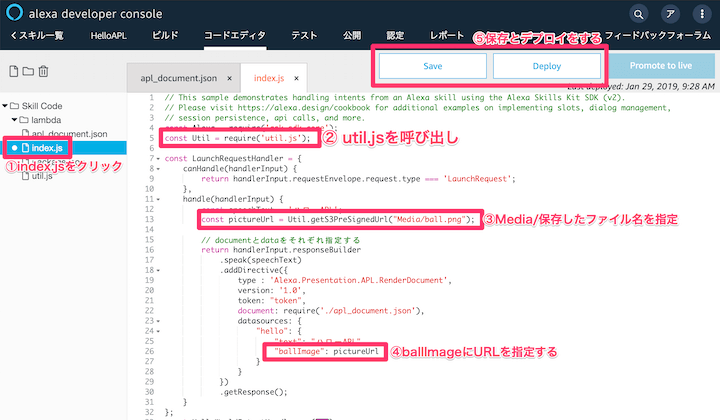 alexa developer console
ア
スキル一覧 HelloAPL ビルド コードエディタ テスト 公開 認定 レポート フィードバックフォーラム
⑤保存とデプロイをする
Save Deploy Promote to live
Last deployed: Jan 29, 2019, 9:28 AM
apl_document.json × index.js ×
Skill Code
lambda
apl_document.json
index.js
①index.jsをクリック
util.js
1 // This sample demonstrates handling intents from an Alexa skill using the Alexa Skills Kit SDK (v2).
2 // Please visit https://alexa.design/cookbook for additional examples on implementing slots, dialog management,
3 // session persistence, api calls, and more.
4
5 const Util = require('util.js');
② util.jsを呼び出し
6
7 const LaunchRequestHandler = {
8 canHandle(handlerInput) {
9 return handlerInput.requestEnvelope.request.type === 'LaunchRequest';
10 },
11 handle(handlerInput) {
12
13 const pictureUrl = Util.getS3PreSignedUrl("Media/ball.png");
③Media/保存したファイル名を指定
14
15 // documentとdataをそれぞれ指定する
16 return handlerInput.responseBuilder
17 .speak(speechText)
18 .addDirective({
19 type : 'Alexa.Presentation.APL.RenderDocument',
20 version: '1.0',
21 token: "token",
22 document: require('./apl_document.json'),
23 datasources: {
24 "hello": {
25
26 "ballImage": pictureUrl
④ballImageにURLを指定する
27 }
28 }
29 })
30 .getResponse();
31 }
32 };
33